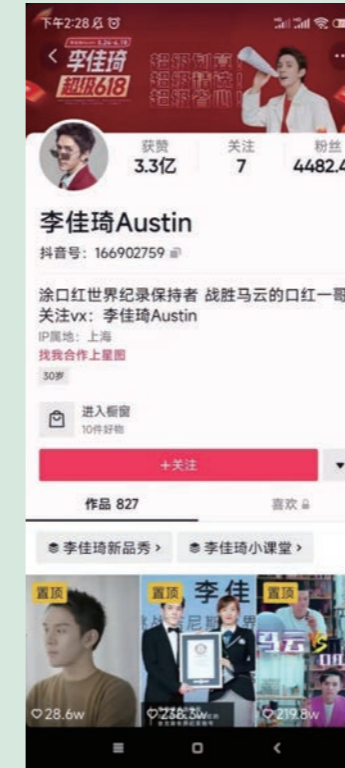 下午2:28
李佳琦
超级618
超级划算!
超级精选!
超级省心!
获赞
3.3亿
关注
7
粉丝
4482.4
李佳琦Austin
抖音号：166902759
涂口红世界纪录保持者 战胜马云的口红一哥
关注vx：李佳琦Austin
IP属地：上海
找我合作上星图
30岁
进入橱窗
10件好物
+关注
作品 827
喜欢
李佳琦新品秀 ›
李佳琦小课堂 ›
置顶
28.6w
置顶
李佳
238.3w
置顶
马云
219.8w